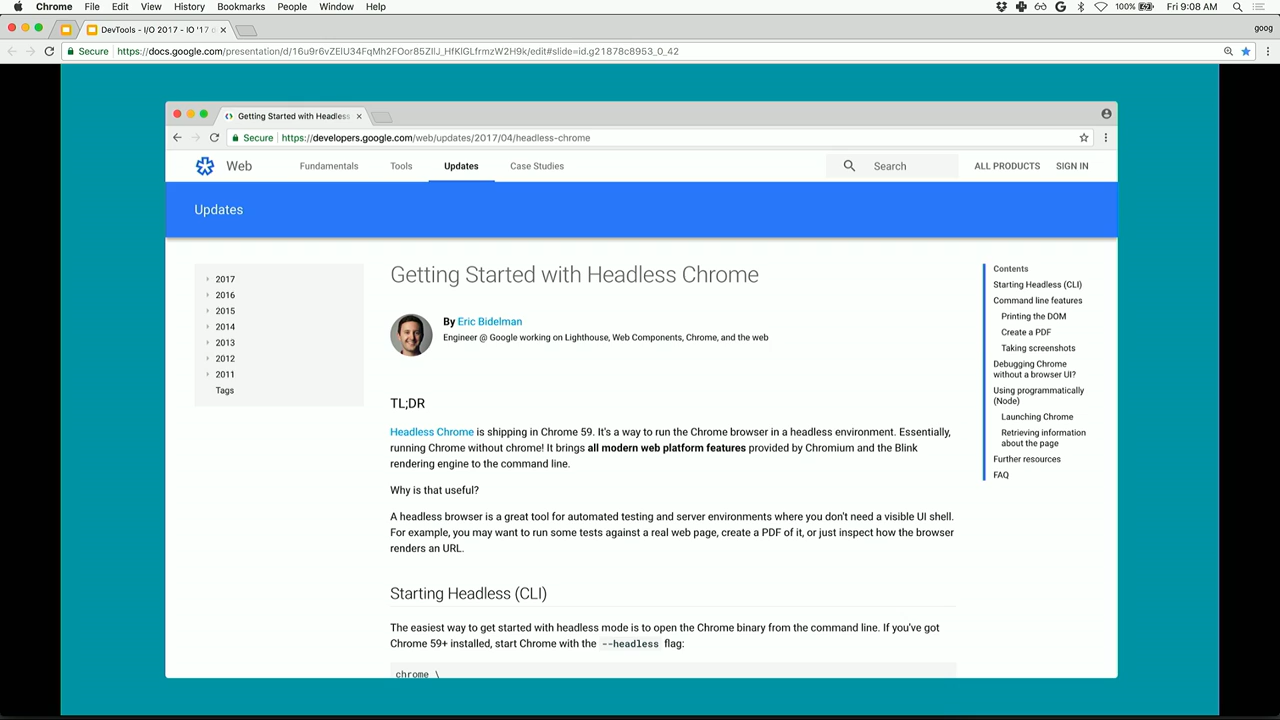 Chrome File Edit View History Bookmarks People Window Help 100% Fri 9:08 AM
DevTools - I/O 2017 - IO '17 d goog
Secure https://docs.google.com/presentation/d/16u9r6vZEIU34FqMh2FOor85ZIlJ_HfKlGLfrmzW2H9k/edit#slide=id.g21878c8953_0_42
Getting Started with Headless
Secure https://developers.google.com/web/updates/2017/04/headless-chrome
Web Fundamentals Tools Updates Case Studies Search ALL PRODUCTS SIGN IN
Updates
2017
2016
2015
2014
2013
2012
2011
Tags
Getting Started with Headless Chrome
By Eric Bidelman
Engineer @ Google working on Lighthouse, Web Components, Chrome, and the web
TL;DR
Headless Chrome is shipping in Chrome 59. It's a way to run the Chrome browser in a headless environment. Essentially,
running Chrome without chrome! It brings all modern web platform features provided by Chromium and the Blink
rendering engine to the command line.
Why is that useful?
A headless browser is a great tool for automated testing and server environments where you don't need a visible UI shell.
For example, you may want to run some tests against a real web page, create a PDF of it, or just inspect how the browser
renders an URL.
Starting Headless (CLI)
The easiest way to get started with headless mode is to open the Chrome binary from the command line. If you've got
Chrome 59+ installed, start Chrome with the --headless flag:
chrome \
Contents
Starting Headless (CLI)
Command line features
Printing the DOM
Create a PDF
Taking screenshots
Debugging Chrome
without a browser UI?
Using programmatically
(Node)
Launching Chrome
Retrieving information
about the page
Further resources
FAQ